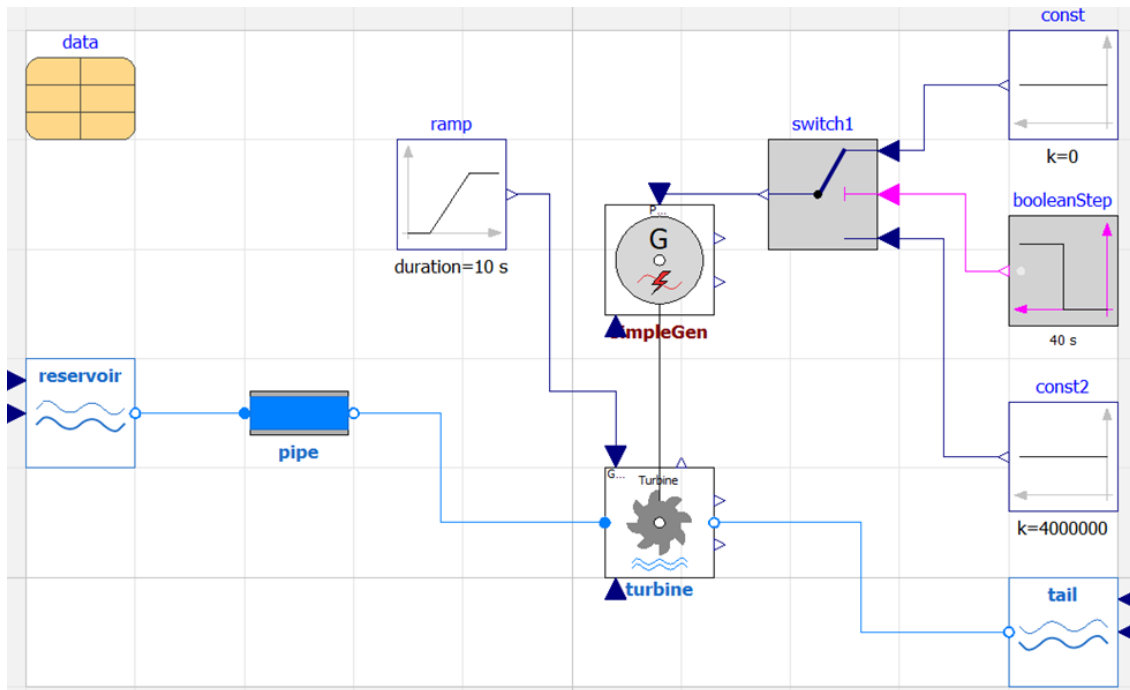 data
const
ramp
switch1
k=0
booleanStep
P...
G
duration=10 s
40 s
reservoir
const2
pipe
G...
Turbine
k=4000000
turbine
tail